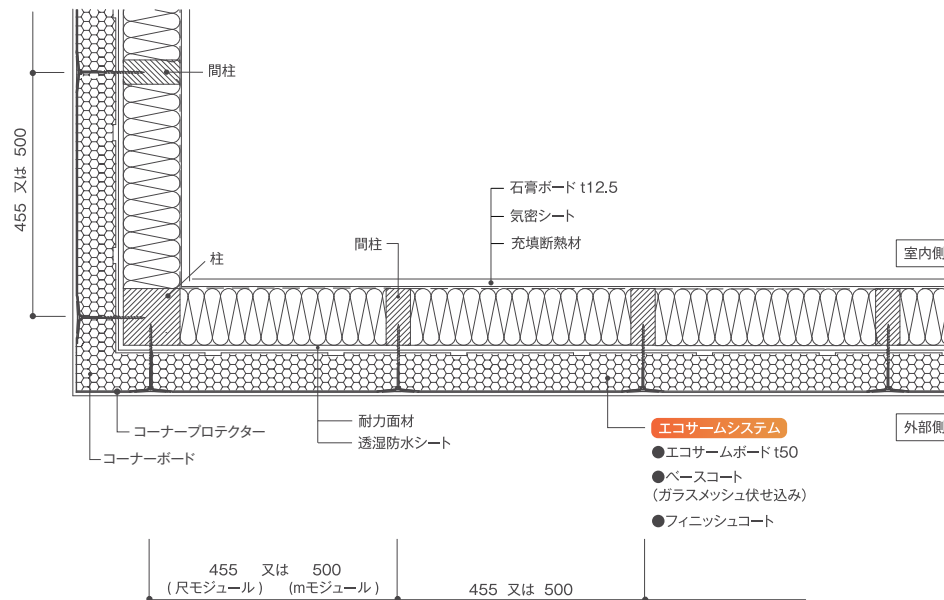 間柱
455 又は 500
石膏ボード t12.5
気密シート
充填断熱材
間柱
柱
室内側
耐力面材
透湿防水シート
コーナープロテクター
コーナーボード
エコサームシステム
●エコサームボード t50
●ベースコート
(ガラスメッシュ伏せ込み)
●フィニッシュコート
外部側
455 又は 500
(尺モジュール) (mモジュール)
455 又は 500